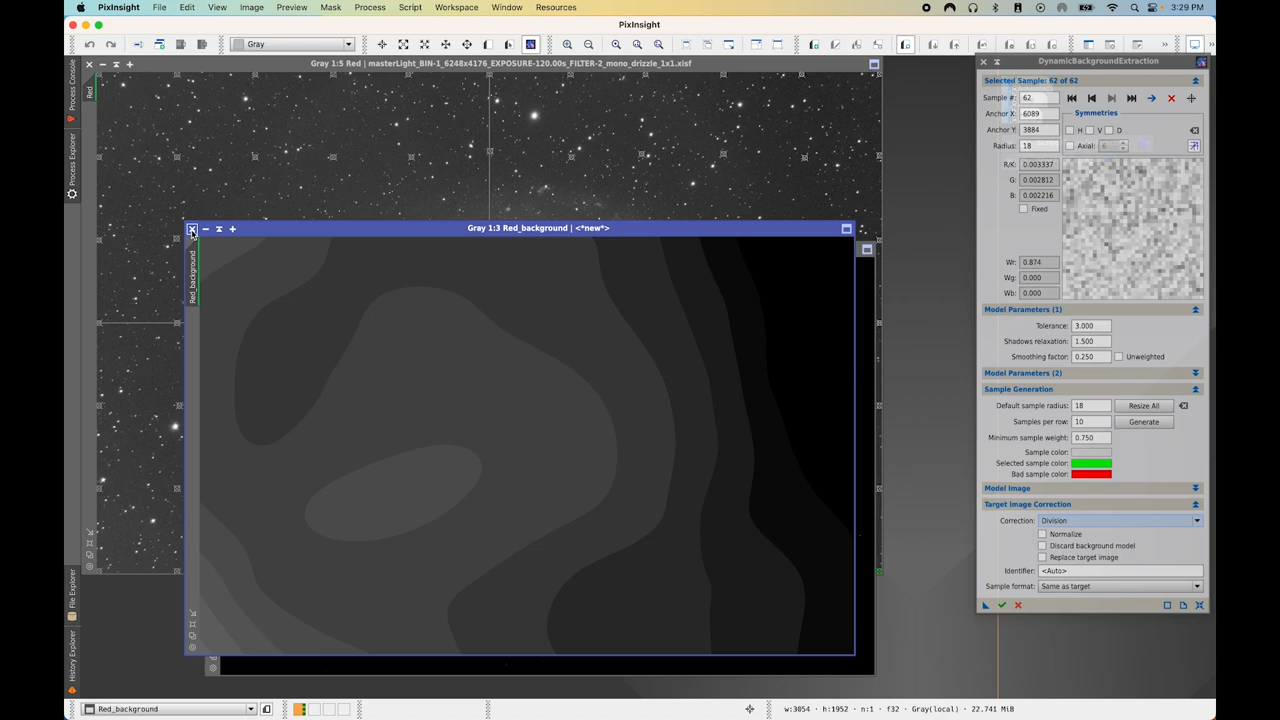 PixInsight File Edit View Image Preview Mask Process Script Workspace Window Resources 3:29 PM
PixInsight
Gray
Gray 1:5 Red | masterLight_BIN-1_6248x4176_EXPOSURE-120.00s_FILTER-2_mono_drizzle_1x1.xisf
Red
Process Console
Process Explorer
File Explorer
History Explorer
Gray 1:3 Red_background | <*new*>
Red_background
DynamicBackgroundExtraction
Selected Sample: 62 of 62
Sample #: 62
Anchor X: 6089 Symmetries
Anchor Y: 3884 H V D
Radius: 18 Axial: 6
R/K: 0.003337
G: 0.002812
B: 0.002216
Fixed
Wr: 0.874
Wg: 0.000
Wb: 0.000
Model Parameters (1)
Tolerance: 3.000
Shadows relaxation: 1.500
Smoothing factor: 0.250 Unweighted
Model Parameters (2)
Sample Generation
Default sample radius: 18 Resize All
Samples per row: 10 Generate
Minimum sample weight: 0.750
Sample color:
Selected sample color:
Bad sample color:
Model Image
Target Image Correction
Correction: Division
Normalize
Discard background model
Replace target image
Identifier: <Auto>
Sample format: Same as target
Red_background
w:3054 · h:1952 · n:1 · f32 · Gray(local) · 22.741 MiB